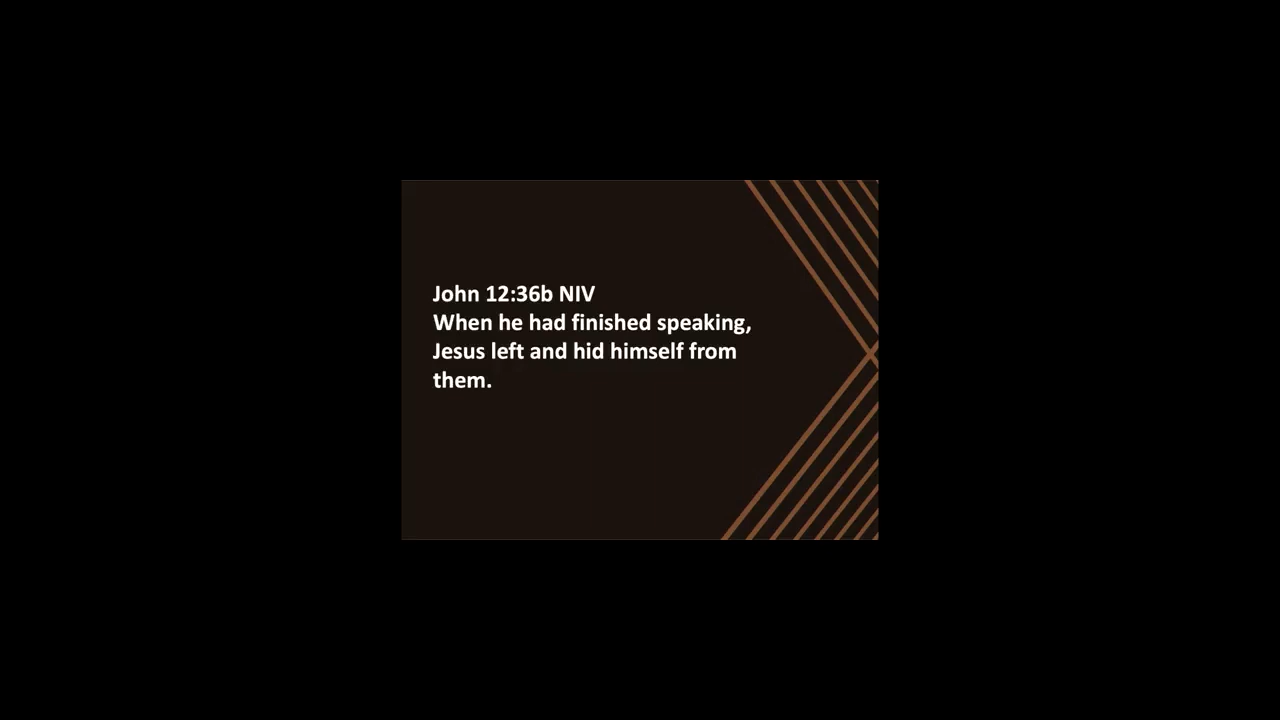 John 12:36b NIV
When he had finished speaking,
Jesus left and hid himself from
them.